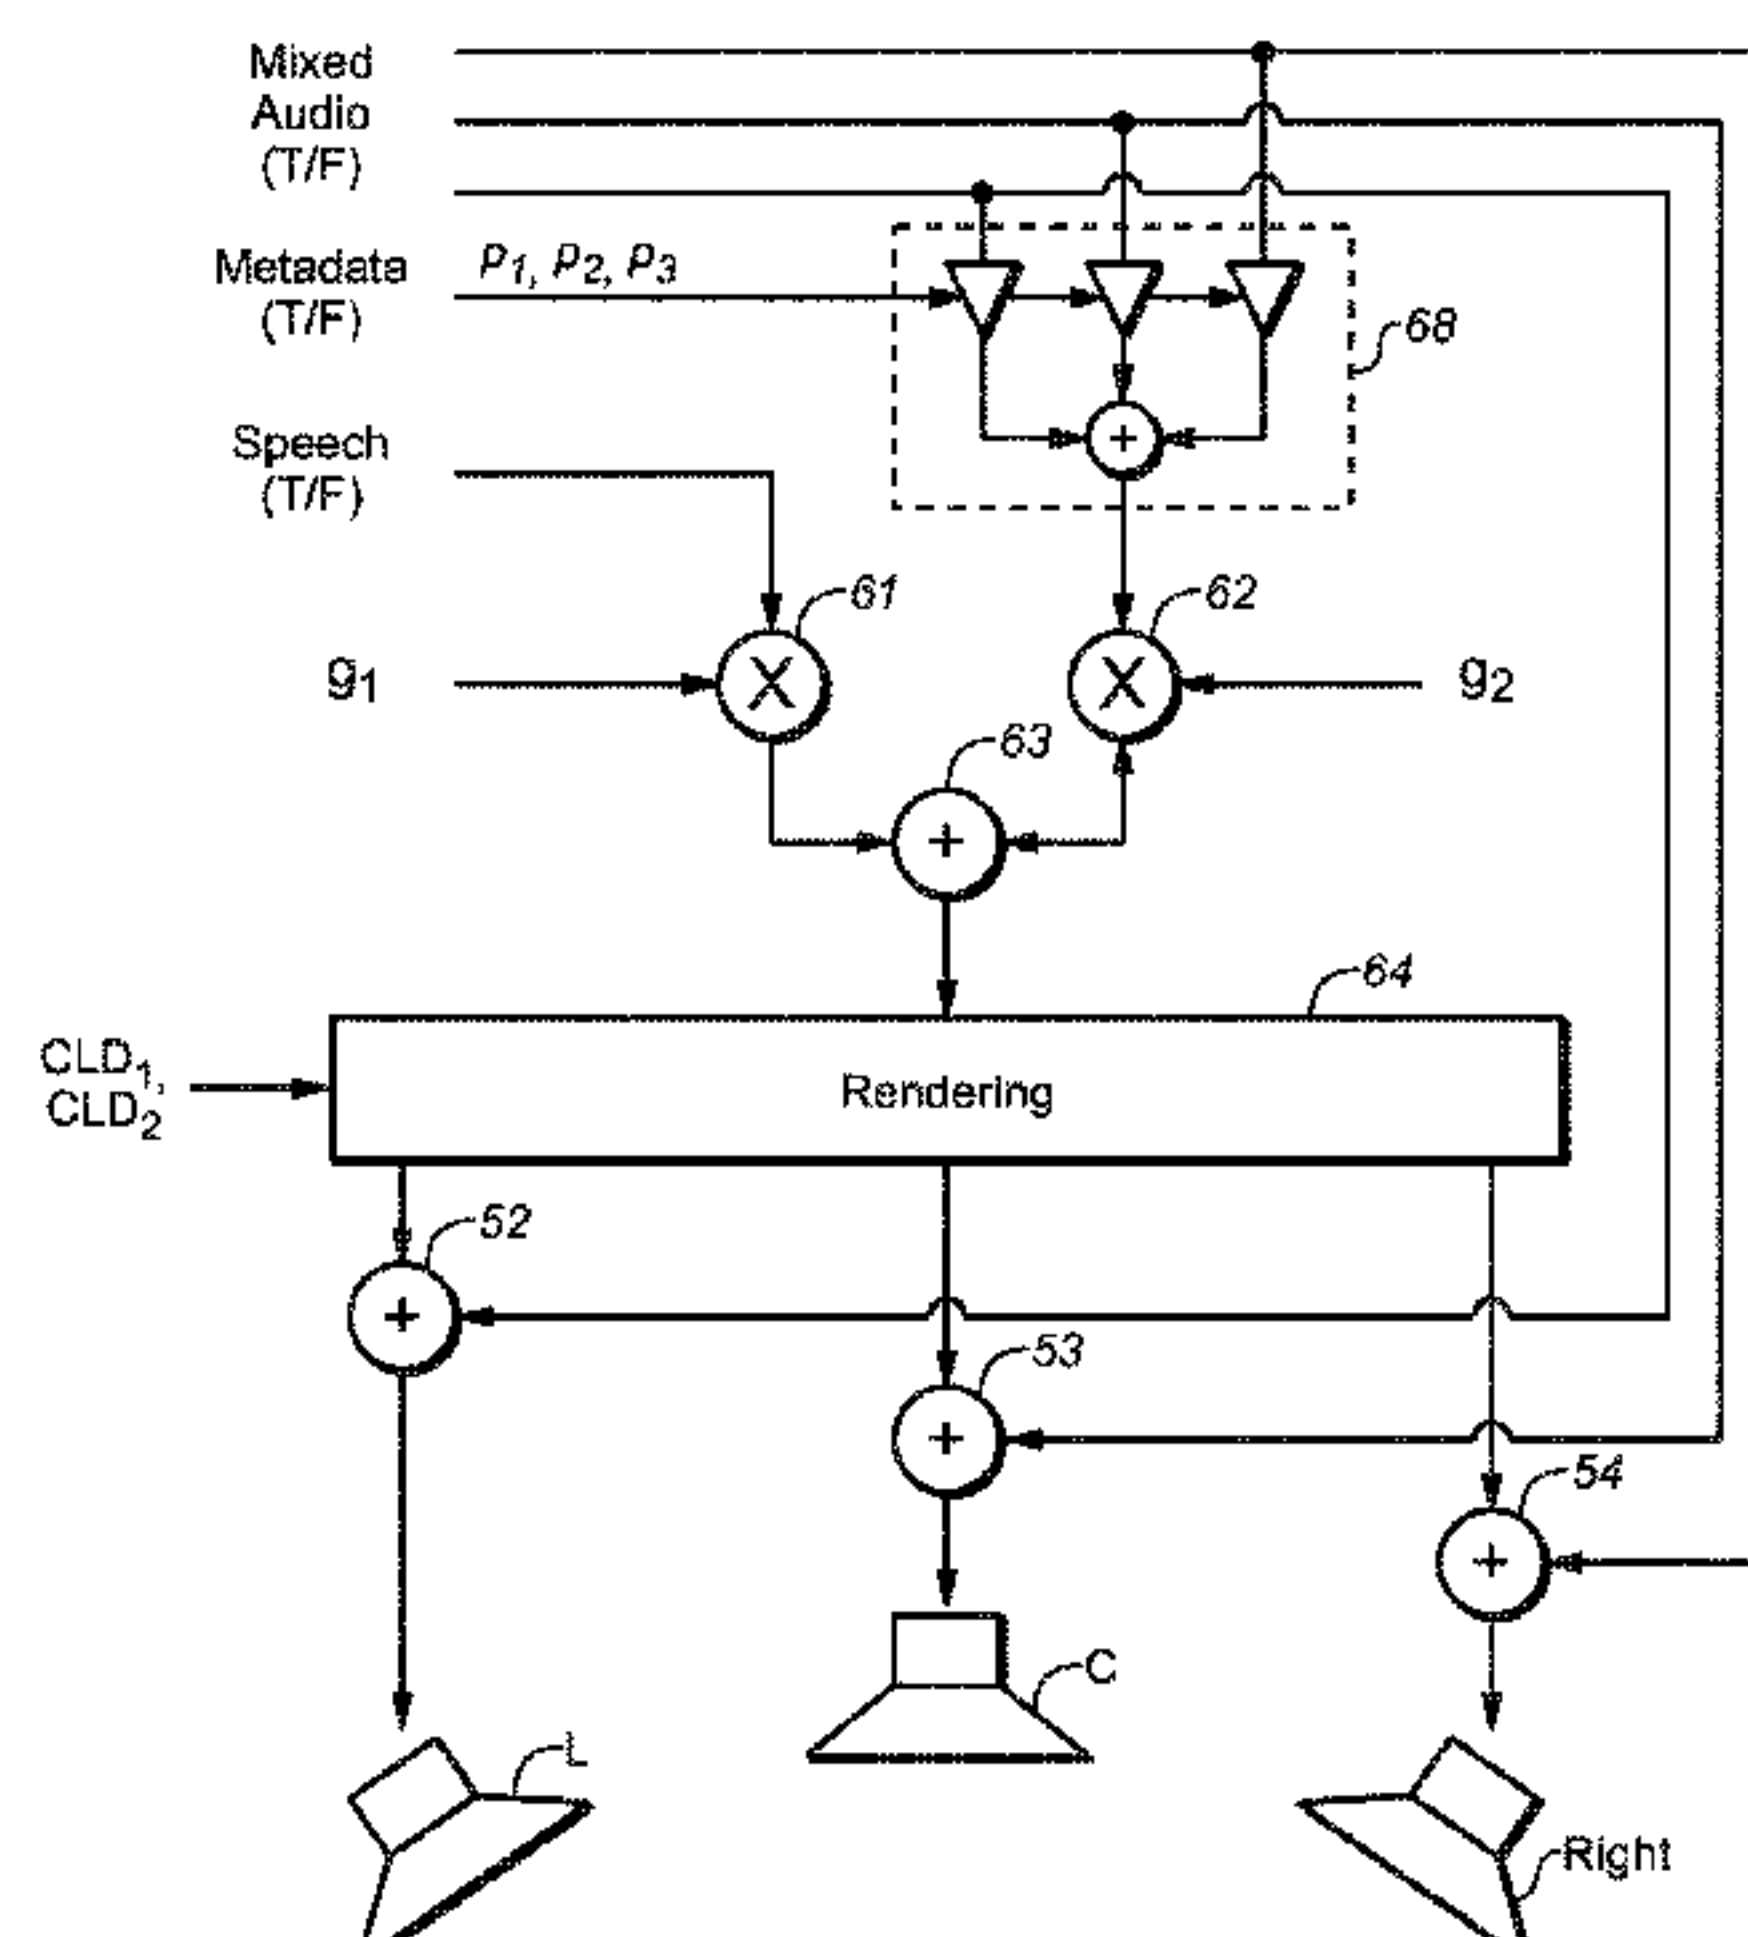 Mixed
Audio
(T/F)
Metadata
(T/F)
P1, P2, P3
68
Speech
(T/F)
61
62
g1
X
X
g2
63
+
+
64
CLD1,
CLD2
Rendering
52
+
53
+
54
+
C
L
Right